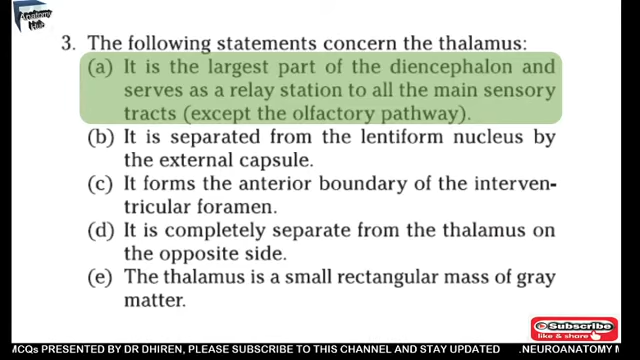 Anatomy
Hub
3. The following statements concern the thalamus:
(a) It is the largest part of the diencephalon and
serves as a relay station to all the main sensory
tracts (except the olfactory pathway).
(b) It is separated from the lentiform nucleus by
the external capsule.
(c) It forms the anterior boundary of the interven-
tricular foramen.
(d) It is completely separate from the thalamus on
the opposite side.
(e) The thalamus is a small rectangular mass of gray
matter.
Subscribe
like & share
MCQs PRESENTED BY DR DHIREN, PLEASE SUBSCRIBE TO THIS CHANNEL AND STAY UPDATED .NEUROANATOMY M